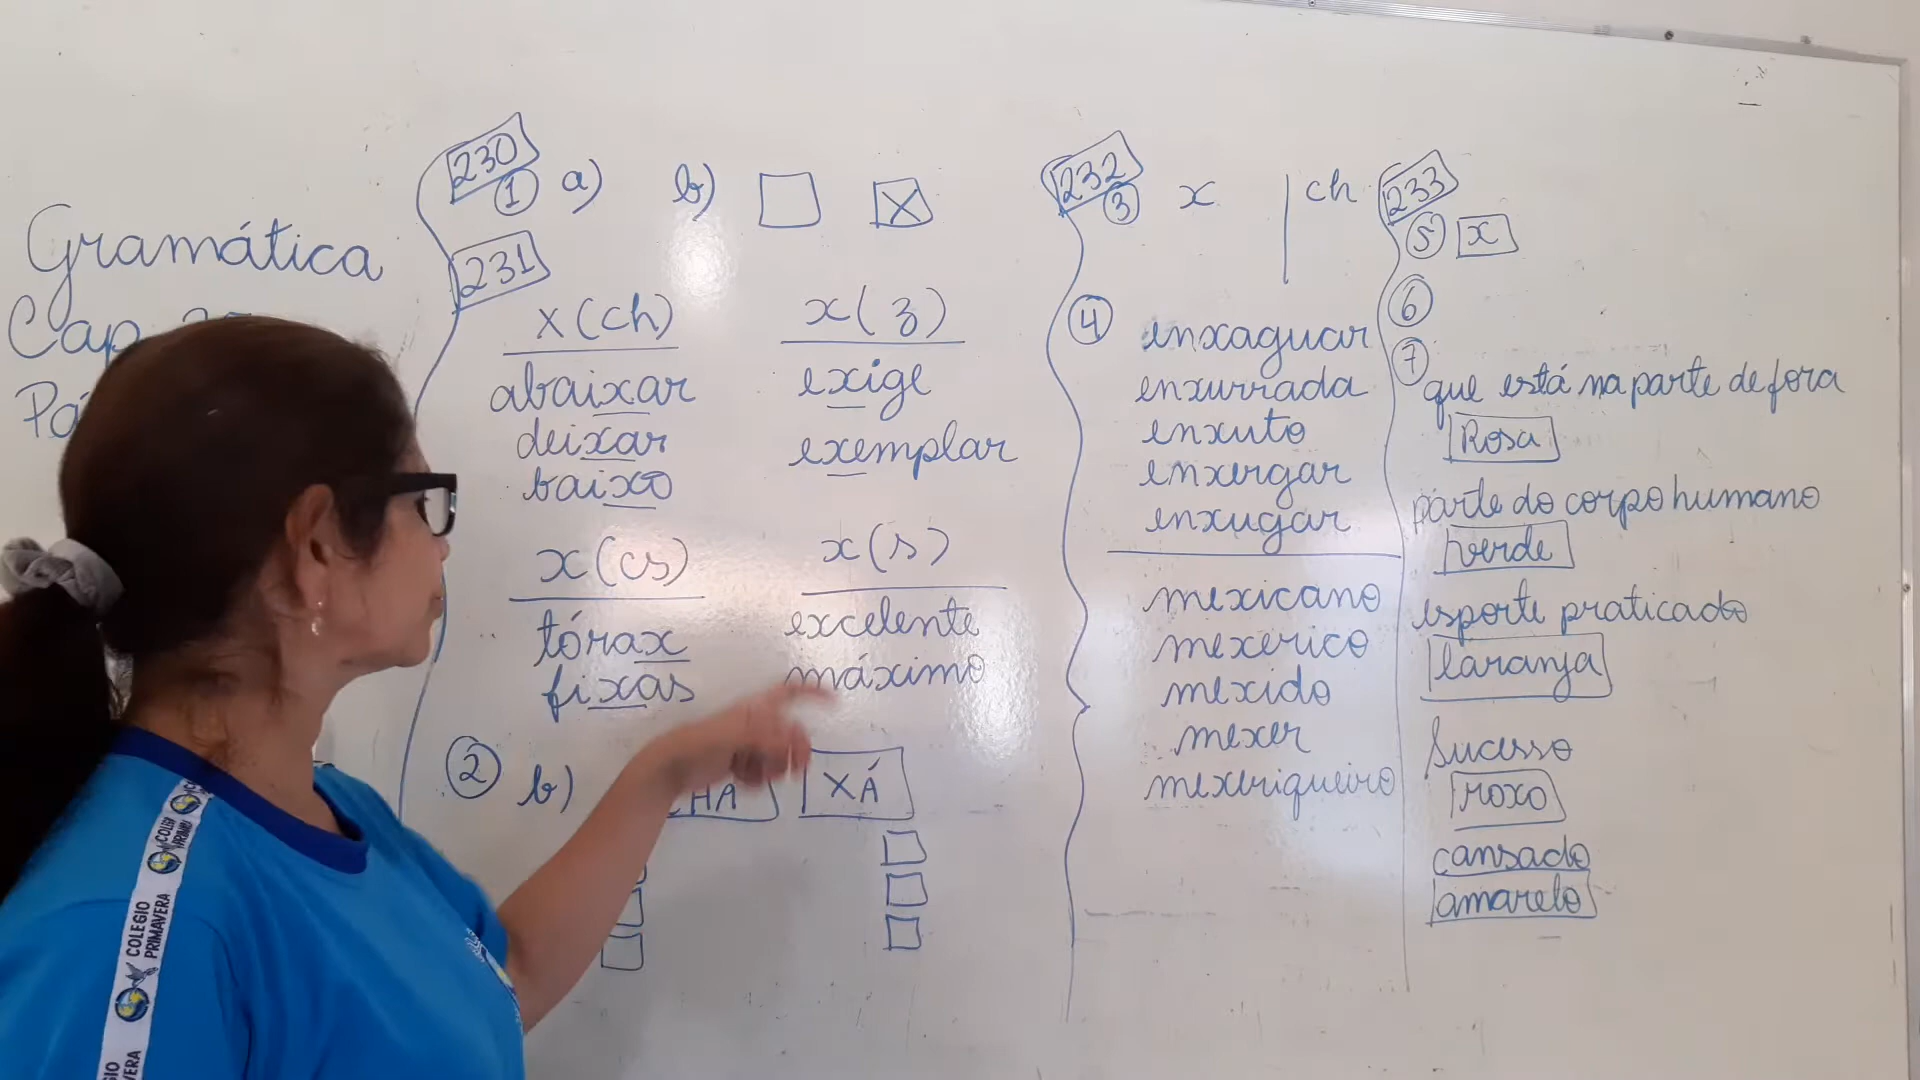 Gramática
Cap.
Pá
230
1 a) b) X
231
x (ch)
abaixar
deixar
baixo
x (z)
exige
exemplar
x (cs)
tórax
fixas
x (s)
excelente
máximo
2 b) CHÁ XÁ
232
3 x ch
4 enxaguar
enxurrada
enxuto
enxergar
enxugar
mexicano
mexerico
mexido
mexer
mexeriqueiro
233
5 x
6
7
que está na parte de fora
Rosa
parte do corpo humano
verde
esporte praticado
laranja
Sucesso
roxo
cansado
amarelo
COLEGIO
PRIMAVERA
COLEGIO
PRIMAVERA